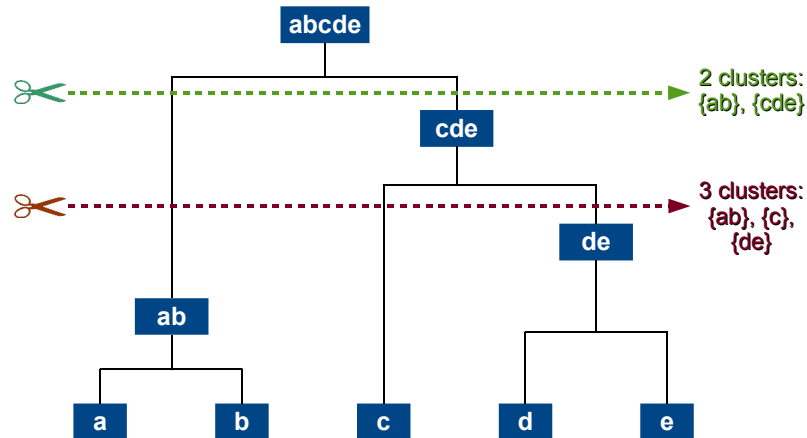 abcde
2 clusters:
{ab}, {cde}
cde
3 clusters:
{ab}, {c},
{de}
de
ab
a
b
c
d
e